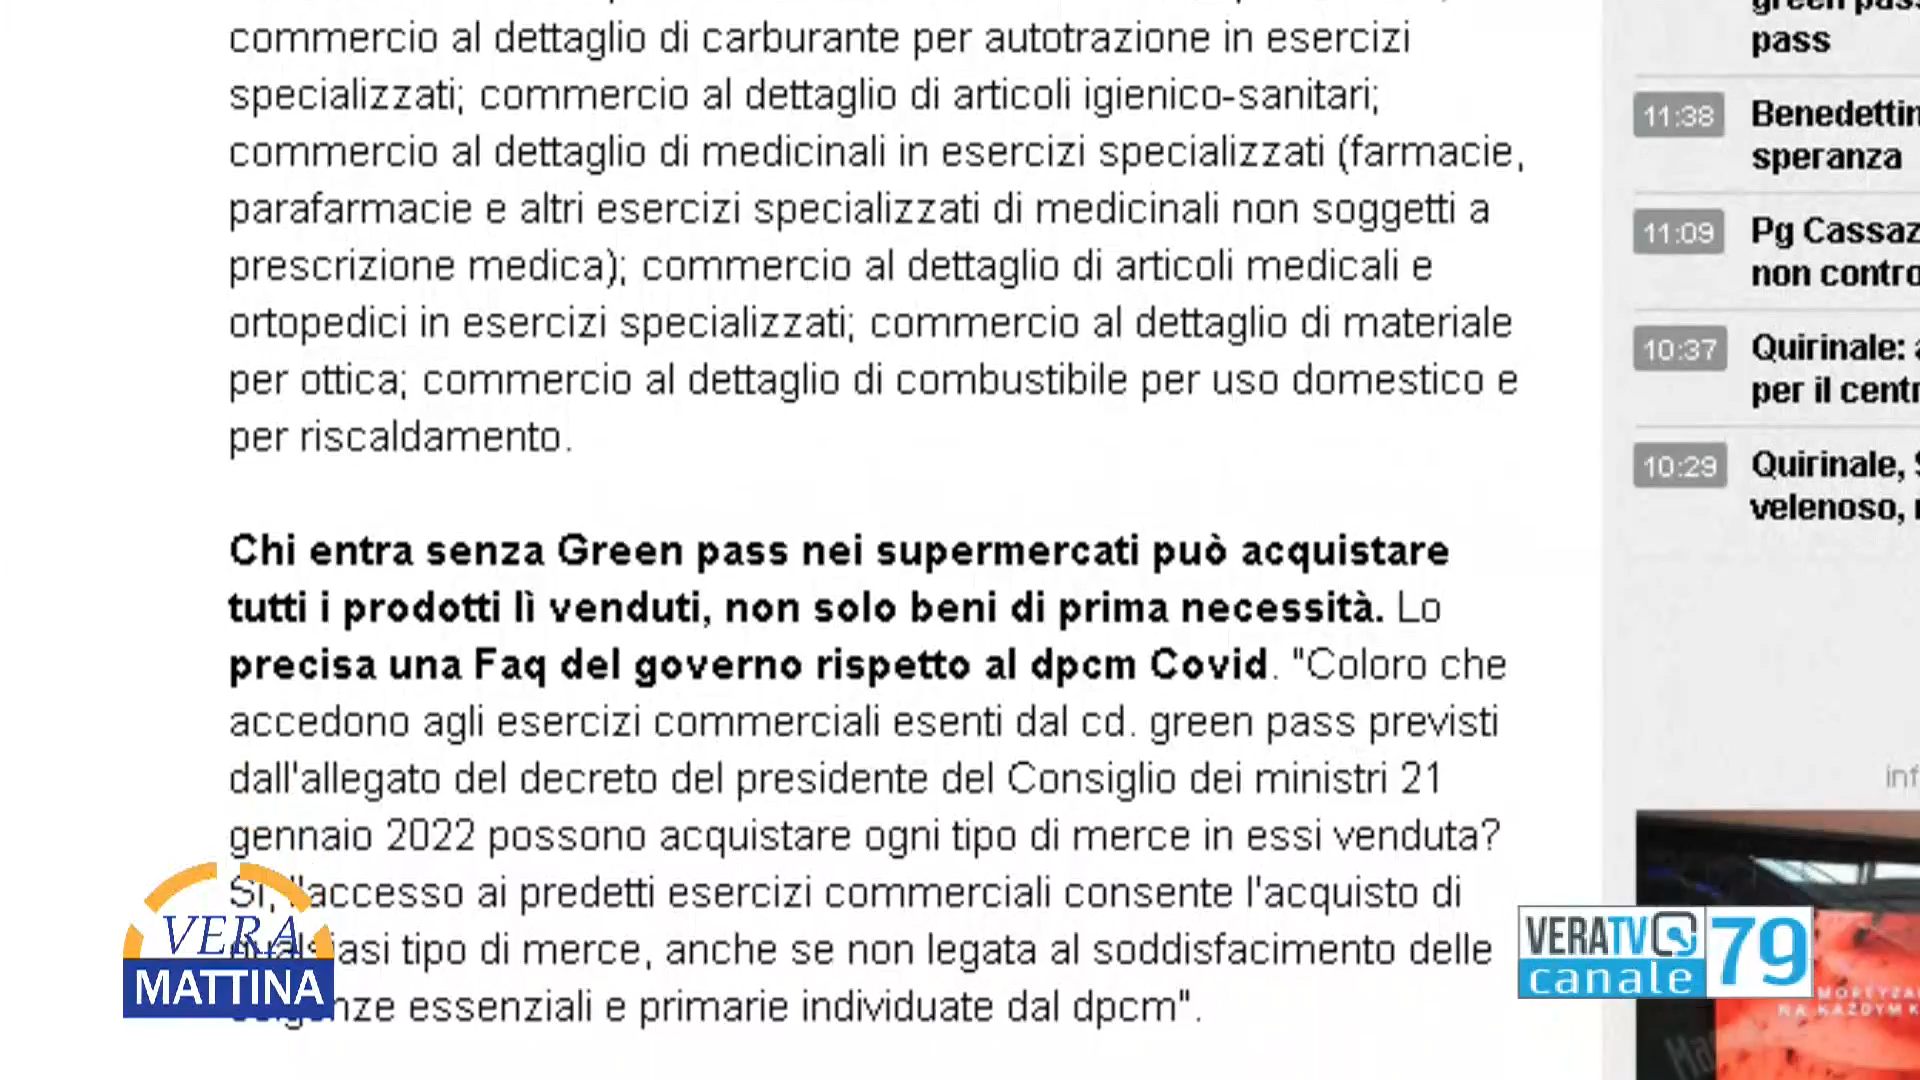 commercio al dettaglio di carburante per autotrazione in esercizi
specializzati; commercio al dettaglio di articoli igienico-sanitari;
commercio al dettaglio di medicinali in esercizi specializzati (farmacie,
parafarmacie e altri esercizi specializzati di medicinali non soggetti a
prescrizione medica); commercio al dettaglio di articoli medicali e
ortopedici in esercizi specializzati; commercio al dettaglio di materiale
per ottica; commercio al dettaglio di combustibile per uso domestico e
per riscaldamento.
Chi entra senza Green pass nei supermercati può acquistare
tutti i prodotti lì venduti, non solo beni di prima necessità. Lo
precisa una Faq del governo rispetto al dpcm Covid. "Coloro che
accedono agli esercizi commerciali esenti dal cd. green pass previsti
dall'allegato del decreto del presidente del Consiglio dei ministri 21
gennaio 2022 possono acquistare ogni tipo di merce in essi venduta?
Sì, l'accesso ai predetti esercizi commerciali consente l'acquisto di
qualsiasi tipo di merce, anche se non legata al soddisfacimento delle
esigenze essenziali e primarie individuate dal dpcm".
green pass
pass
11:38 Benedettin
speranza
11:09 Pg Cassaz
non contro
10:37 Quirinale:
per il centr
10:29 Quirinale,
velenoso,
inf
VERA
MATTINA
VERATV
canale
79
NA KAZDYM K